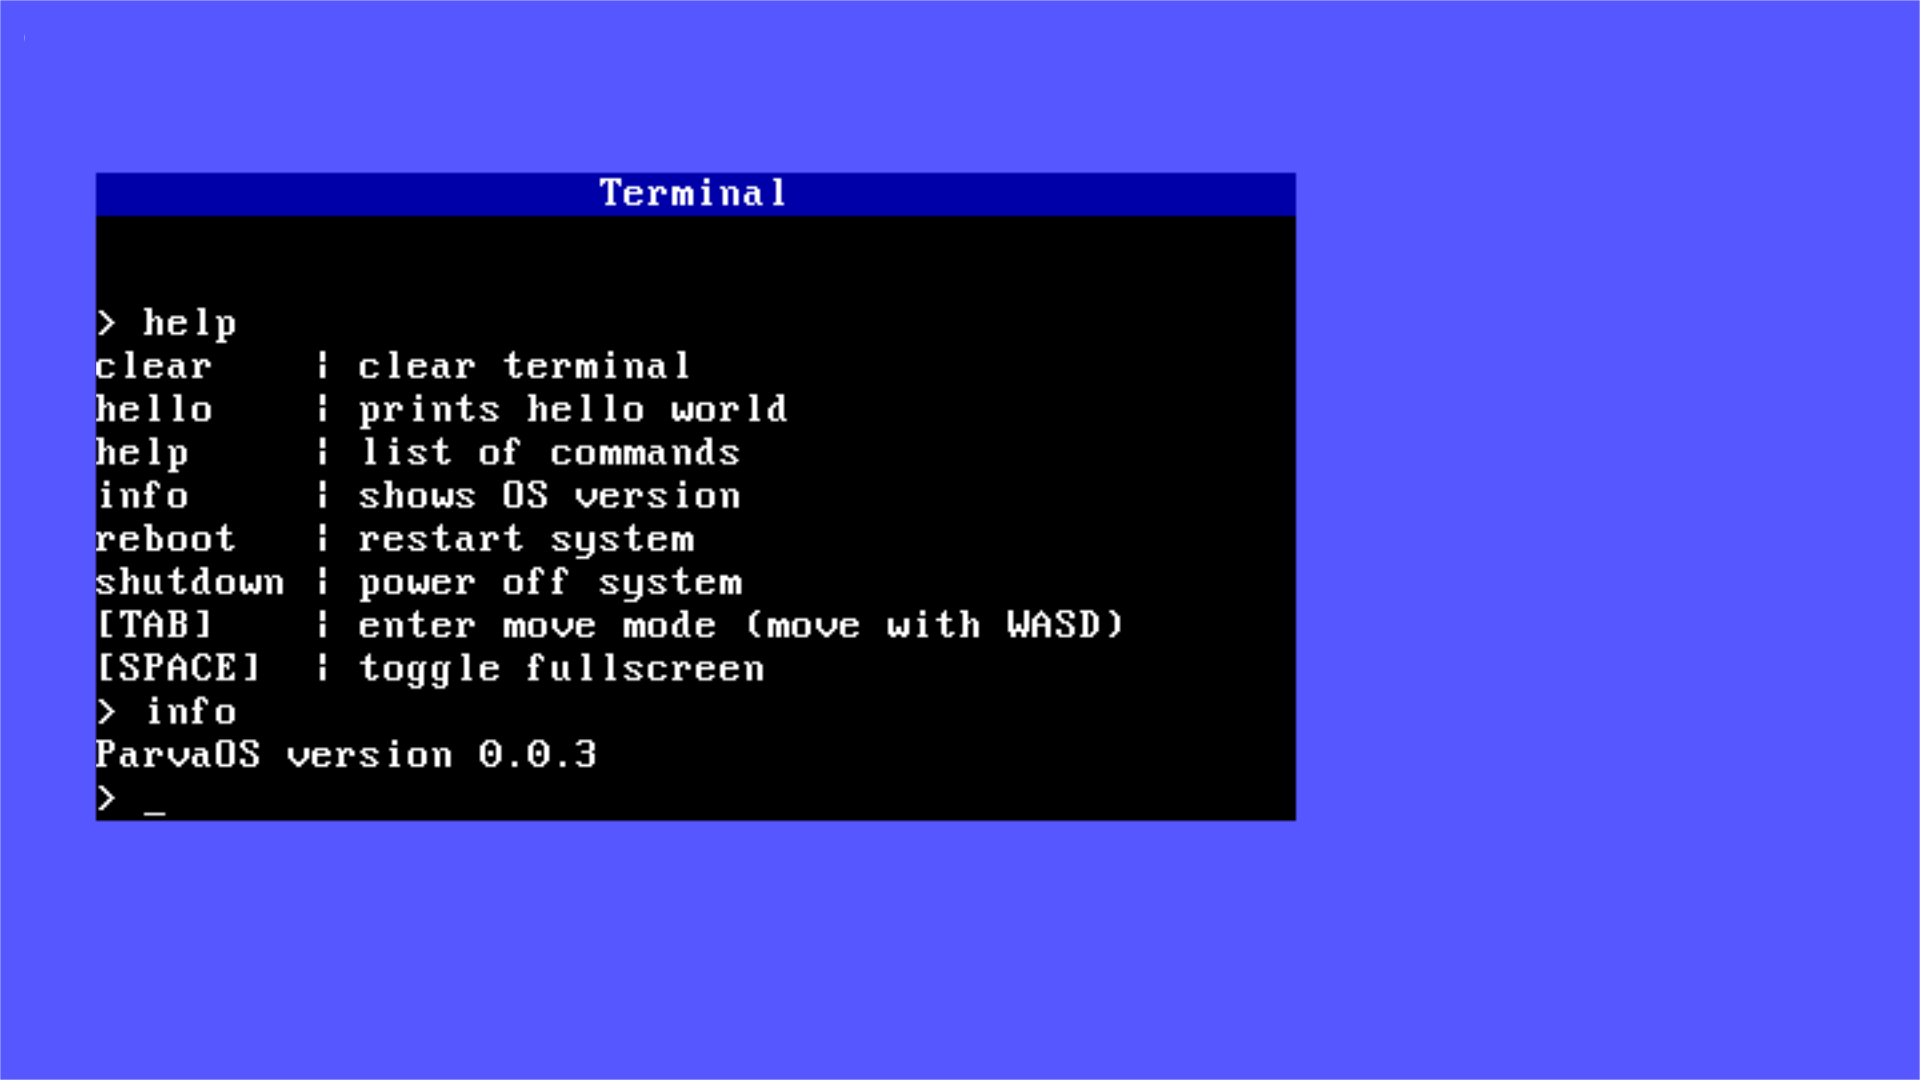 Terminal
> help
clear    ¦ clear terminal
hello    ¦ prints hello world
help     ¦ list of commands
info     ¦ shows OS version
reboot   ¦ restart system
shutdown ¦ power off system
[TAB]    ¦ enter move mode (move with WASD)
[SPACE]  ¦ toggle fullscreen
> info
ParvaOS version 0.0.3
> _